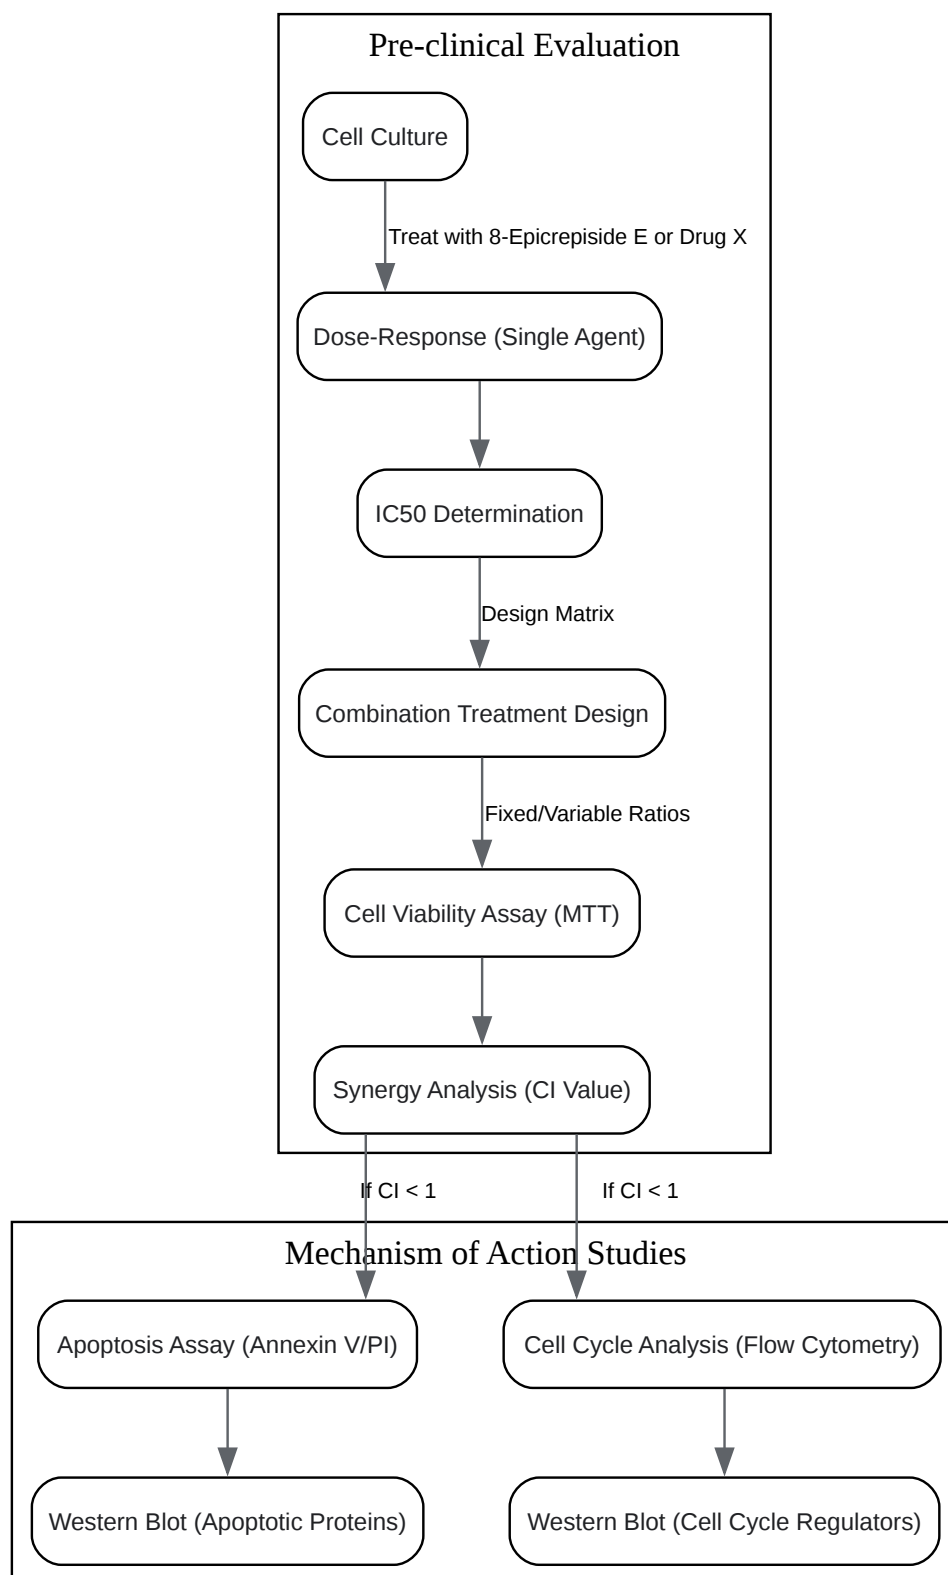 Pre-clinical Evaluation
Cell Culture
Treat with 8-Epicrepiside E or Drug X
Dose-Response (Single Agent)
IC50 Determination
Design Matrix
Combination Treatment Design
Fixed/Variable Ratios
Cell Viability Assay (MTT)
Synergy Analysis (CI Value)
If CI < 1
If CI < 1
Mechanism of Action Studies
Apoptosis Assay (Annexin V/PI)
Cell Cycle Analysis (Flow Cytometry)
Western Blot (Apoptotic Proteins)
Western Blot (Cell Cycle Regulators)